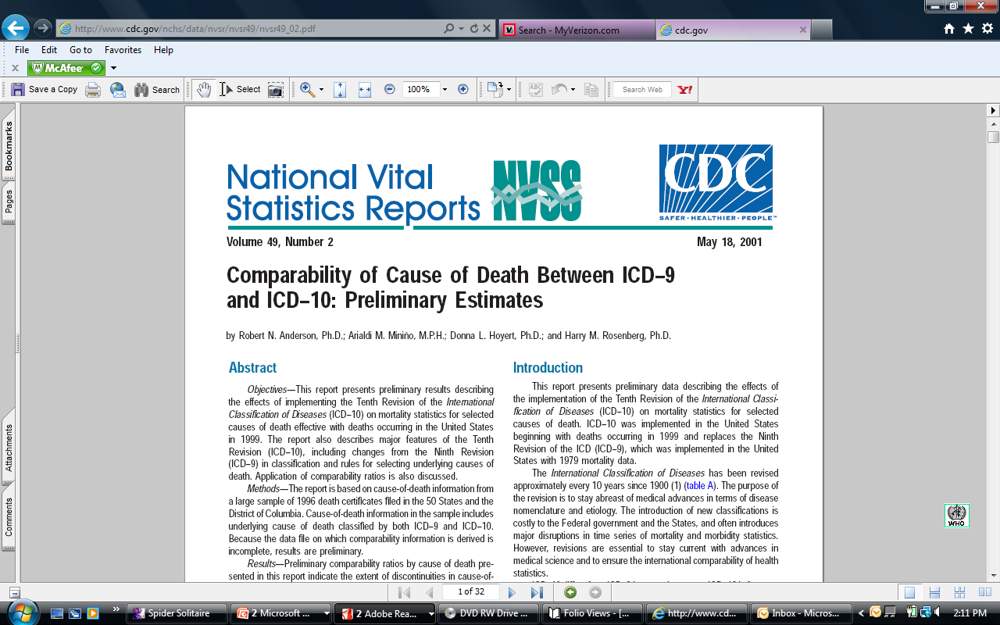 http://www.cdc.gov/nchs/data/nvsr/nvsr49/nvsr49_02.pdf
Search - MyVerizon.com
cdc.gov
File Edit Go to Favorites Help
x McAfee
Save a Copy Search Select 100% Search Web Y!
Bookmarks
Pages
Attachments
Comments
National Vital
Statistics Reports
NVSS
CDC
SAFER • HEALTHIER • PEOPLE™
Volume 49, Number 2 May 18, 2001
Comparability of Cause of Death Between ICD–9
and ICD–10: Preliminary Estimates
by Robert N. Anderson, Ph.D.; Arialdi M. Miniño, M.P.H.; Donna L. Hoyert, Ph.D.; and Harry M. Rosenberg, Ph.D.
Abstract
Objectives—This report presents preliminary results describing
the effects of implementing the Tenth Revision of the International
Classification of Diseases (ICD–10) on mortality statistics for selected
causes of death effective with deaths occurring in the United States
in 1999. The report also describes major features of the Tenth
Revision (ICD–10), including changes from the Ninth Revision
(ICD–9) in classification and rules for selecting underlying causes of
death. Application of comparability ratios is also discussed.
Methods—The report is based on cause-of-death information from
a large sample of 1996 death certificates filed in the 50 States and the
District of Columbia. Cause-of-death information in the sample includes
underlying cause of death classified by both ICD–9 and ICD–10.
Because the data file on which comparability information is derived is
incomplete, results are preliminary.
Results—Preliminary comparability ratios by cause of death pre-
sented in this report indicate the extent of discontinuities in cause-of-
Introduction
This report presents preliminary data describing the effects of
the implementation of the Tenth Revision of the International Classi-
fication of Diseases (ICD–10) on mortality statistics for selected
causes of death. ICD–10 was implemented in the United States
beginning with deaths occurring in 1999 and replaces the Ninth
Revision of the ICD (ICD–9), which was implemented in the United
States with 1979 mortality data.
The International Classification of Diseases has been revised
approximately every 10 years since 1900 (1) (table A). The purpose of
the revision is to stay abreast of medical advances in terms of disease
nomenclature and etiology. The introduction of new classifications is
costly to the Federal government and the States, and often introduces
major disruptions in time series of mortality and morbidity statistics.
However, revisions are essential to stay current with advances in
medical science and to ensure the international comparability of health
statistics.
WHO
1 of 32
Spider Solitaire
2 Microsoft ...
2 Adobe Rea...
DVD RW Drive ...
Folio Views - [...
http://www.cd...
Inbox - Micros...
2:11 PM